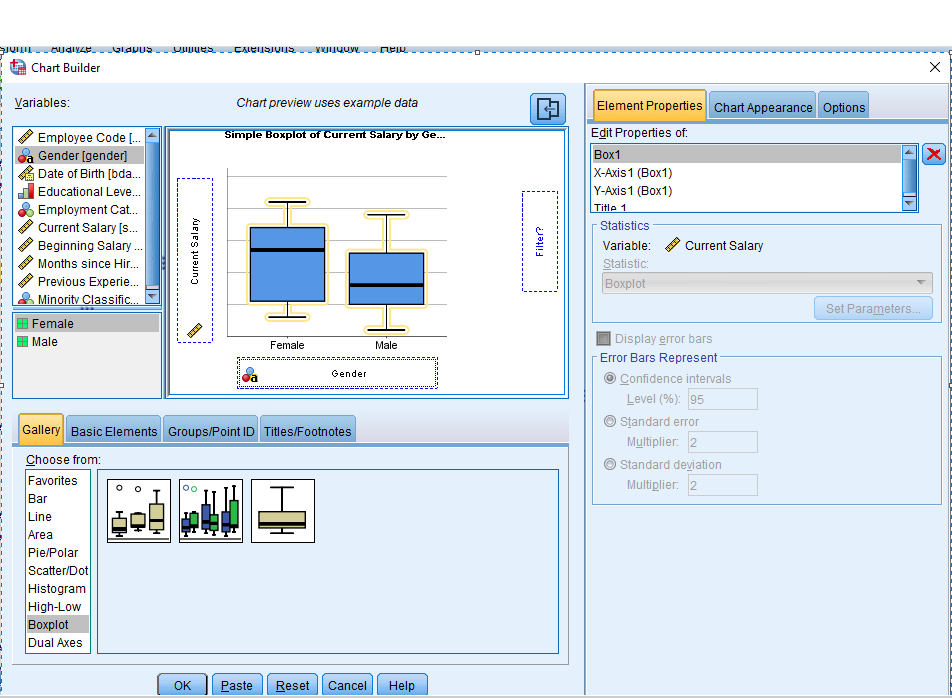 Analyze Graphs Utilities Extensions Window Help
Chart Builder
Variables:
Chart preview uses example data
Employee Code [...
Gender [gender]
Date of Birth [bda...
Educational Leve...
Employment Cat...
Current Salary [s...
Beginning Salary ...
Months since Hir...
Previous Experie...
Minority Classific...
Female
Male
Simple Boxplot of Current Salary by Ge...
Current Salary
Filter?
Female
Male
Gender
Gallery
Basic Elements
Groups/Point ID
Titles/Footnotes
Choose from:
Favorites
Bar
Line
Area
Pie/Polar
Scatter/Dot
Histogram
High-Low
Boxplot
Dual Axes
OK
Paste
Reset
Cancel
Help
Element Properties
Chart Appearance
Options
Edit Properties of:
Box1
X-Axis1 (Box1)
Y-Axis1 (Box1)
Title 1
Statistics
Variable:
Current Salary
Statistic:
Boxplot
Set Parameters...
Display error bars
Error Bars Represent
Confidence intervals
Level (%): 95
Standard error
Multiplier: 2
Standard deviation
Multiplier: 2